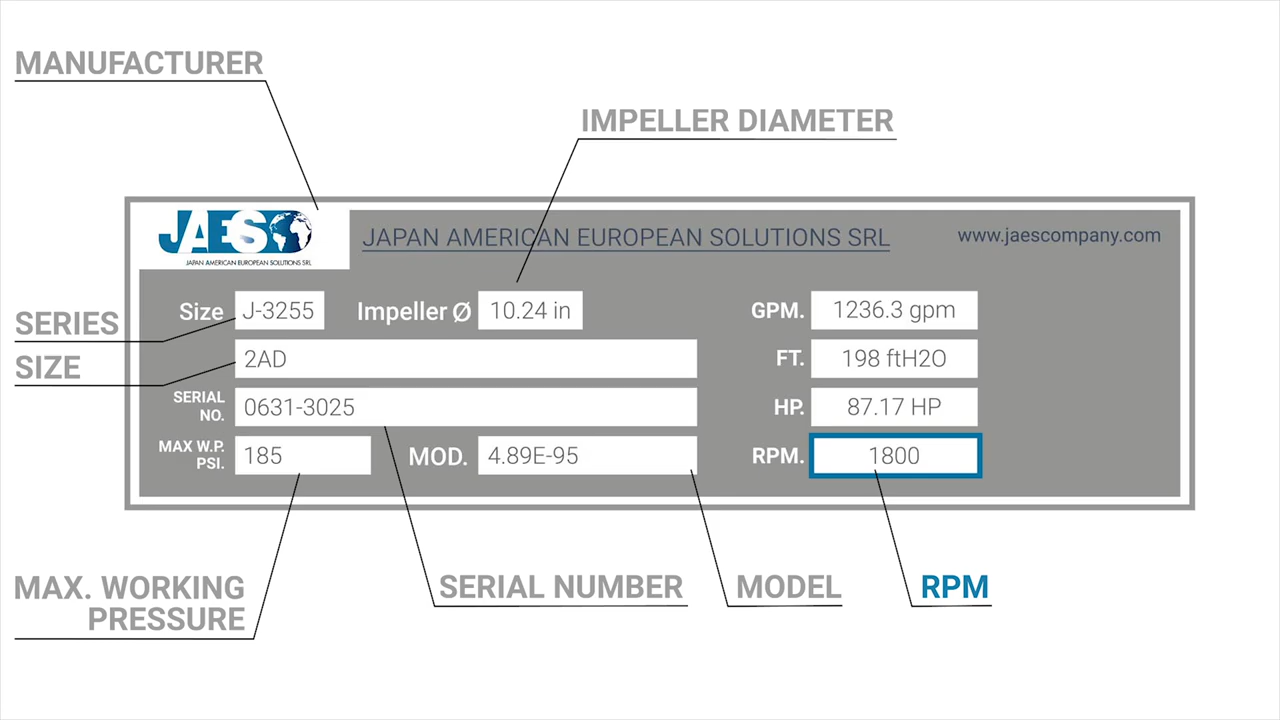 MANUFACTURER
IMPELLER DIAMETER
JAES
JAPAN AMERICAN EUROPEAN SOLUTIONS SRL
JAPAN AMERICAN EUROPEAN SOLUTIONS SRL
www.jaescompany.com
SERIES
Size J-3255 Impeller Ø 10.24 in GPM. 1236.3 gpm
SIZE
2AD FT. 198 ftH2O
SERIAL
NO. 0631-3025 HP. 87.17 HP
MAX W.P.
PSI. 185 MOD. 4.89E-95 RPM. 1800
MAX. WORKING
PRESSURE
SERIAL NUMBER
MODEL
RPM